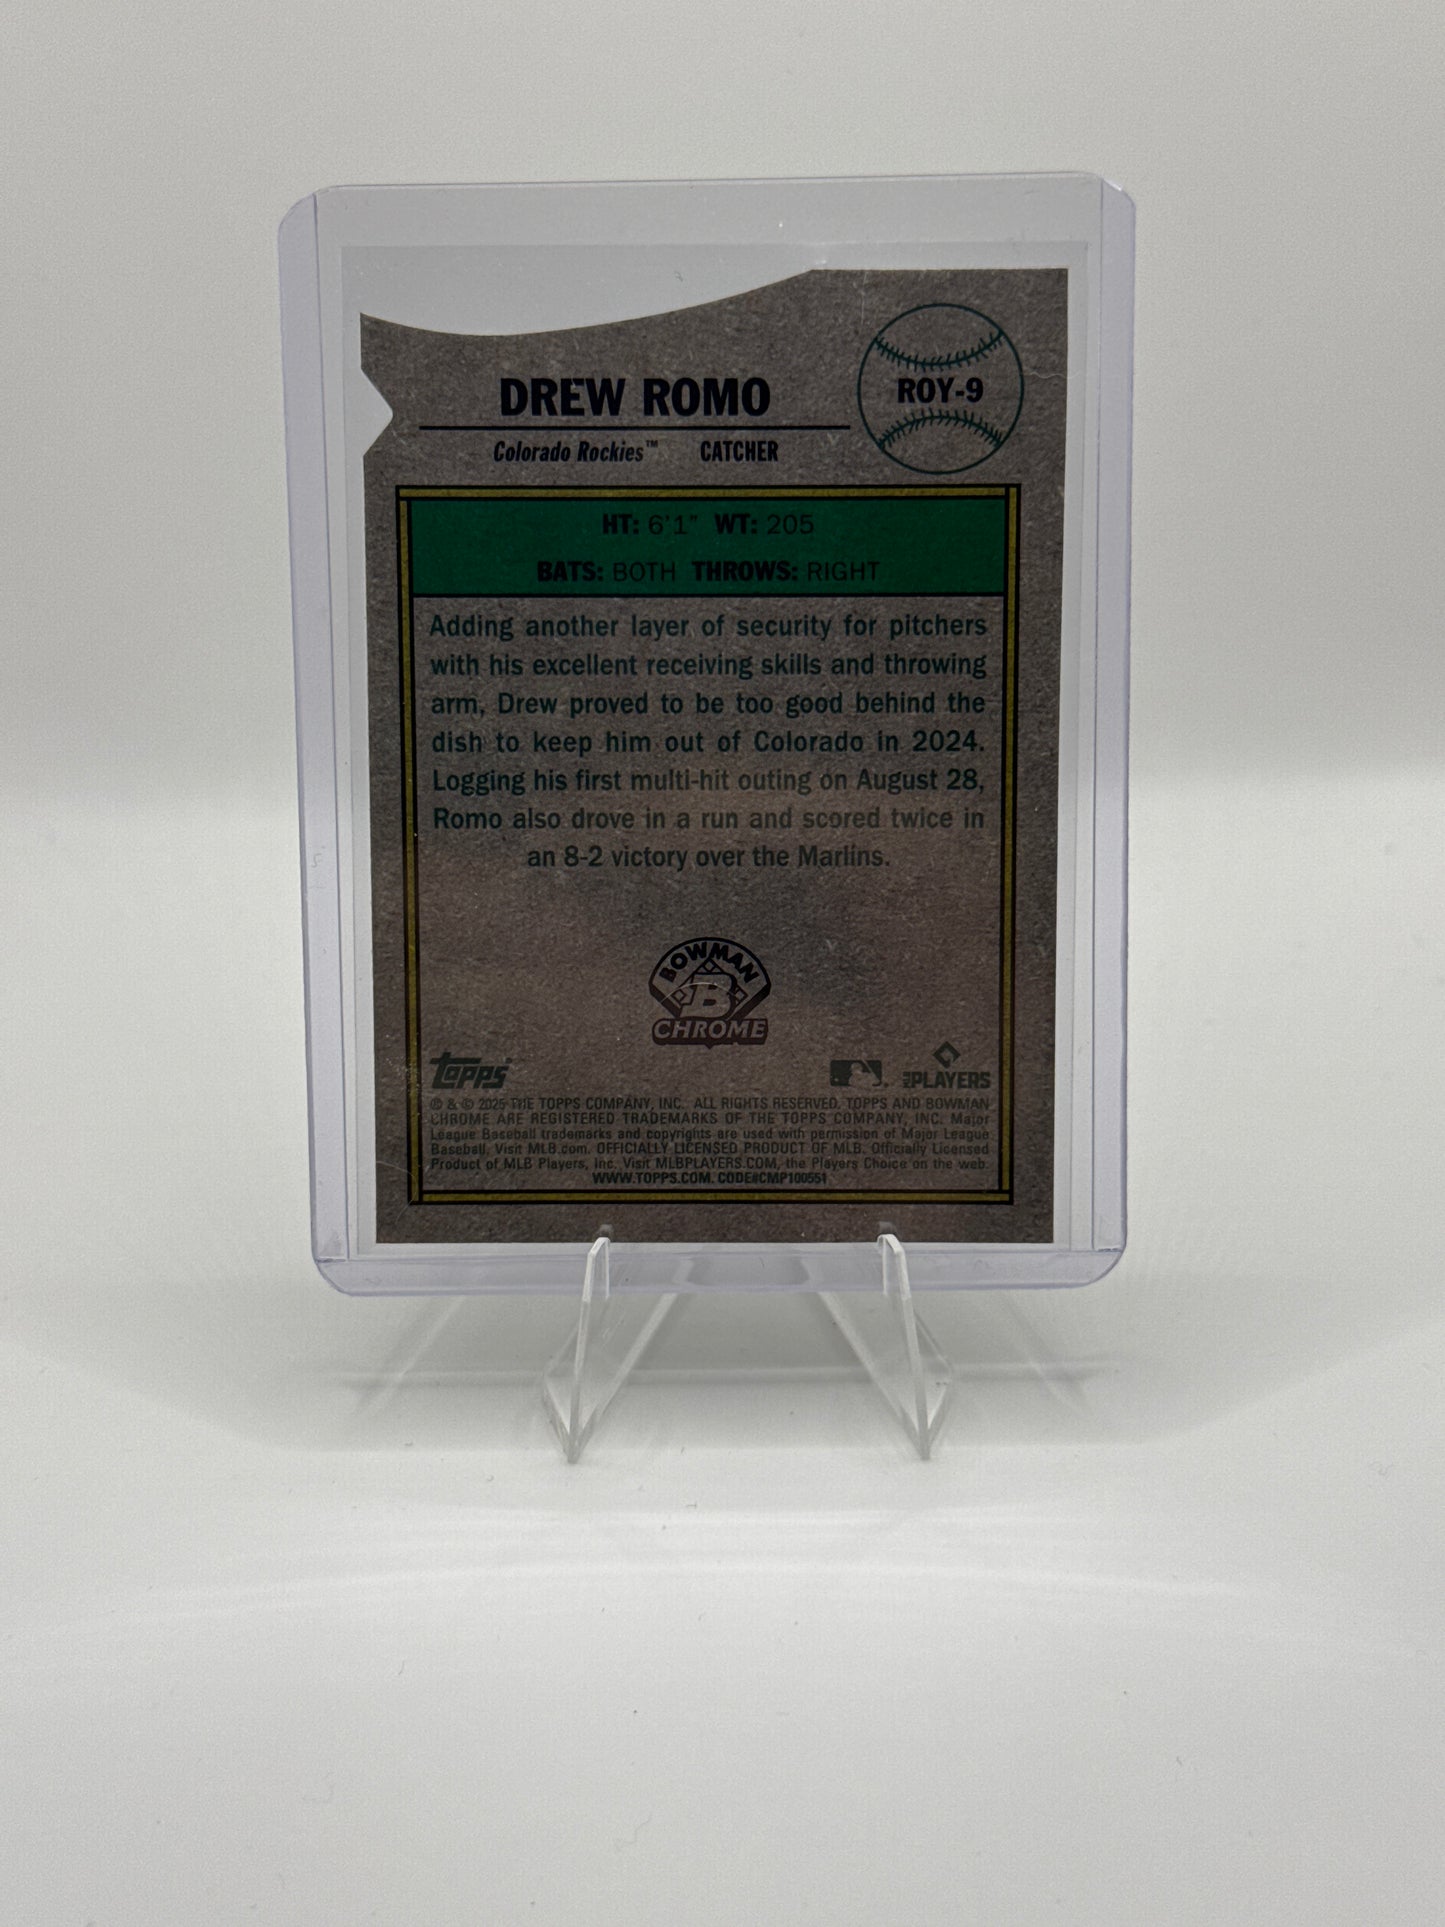 DREW ROMO
ROY-9
Colorado Rockies™ CATCHER
HT: 6'1" WT: 205
BATS: BOTH THROWS: RIGHT
Adding another layer of security for pitchers
with his excellent receiving skills and throwing
arm, Drew proved to be too good behind the
dish to keep him out of Colorado in 2024.
Logging his first multi-hit outing on August 28,
Romo also drove in a run and scored twice in
an 8-2 victory over the Marlins.
BOWMAN
B
CHROME
Topps
MLB PLAYERS
® & © 2025 THE TOPPS COMPANY, INC. ALL RIGHTS RESERVED. TOPPS AND BOWMAN
CHROME ARE REGISTERED TRADEMARKS OF THE TOPPS COMPANY, INC. Major
League Baseball trademarks and copyrights are used with permission of Major League
Baseball. Visit MLB.com. OFFICIALLY LICENSED PRODUCT OF MLB. Officially Licensed
Product of MLB Players, Inc. Visit MLBPLAYERS.COM, the Players Choice on the web.
WWW.TOPPS.COM. CODE#CMP100551